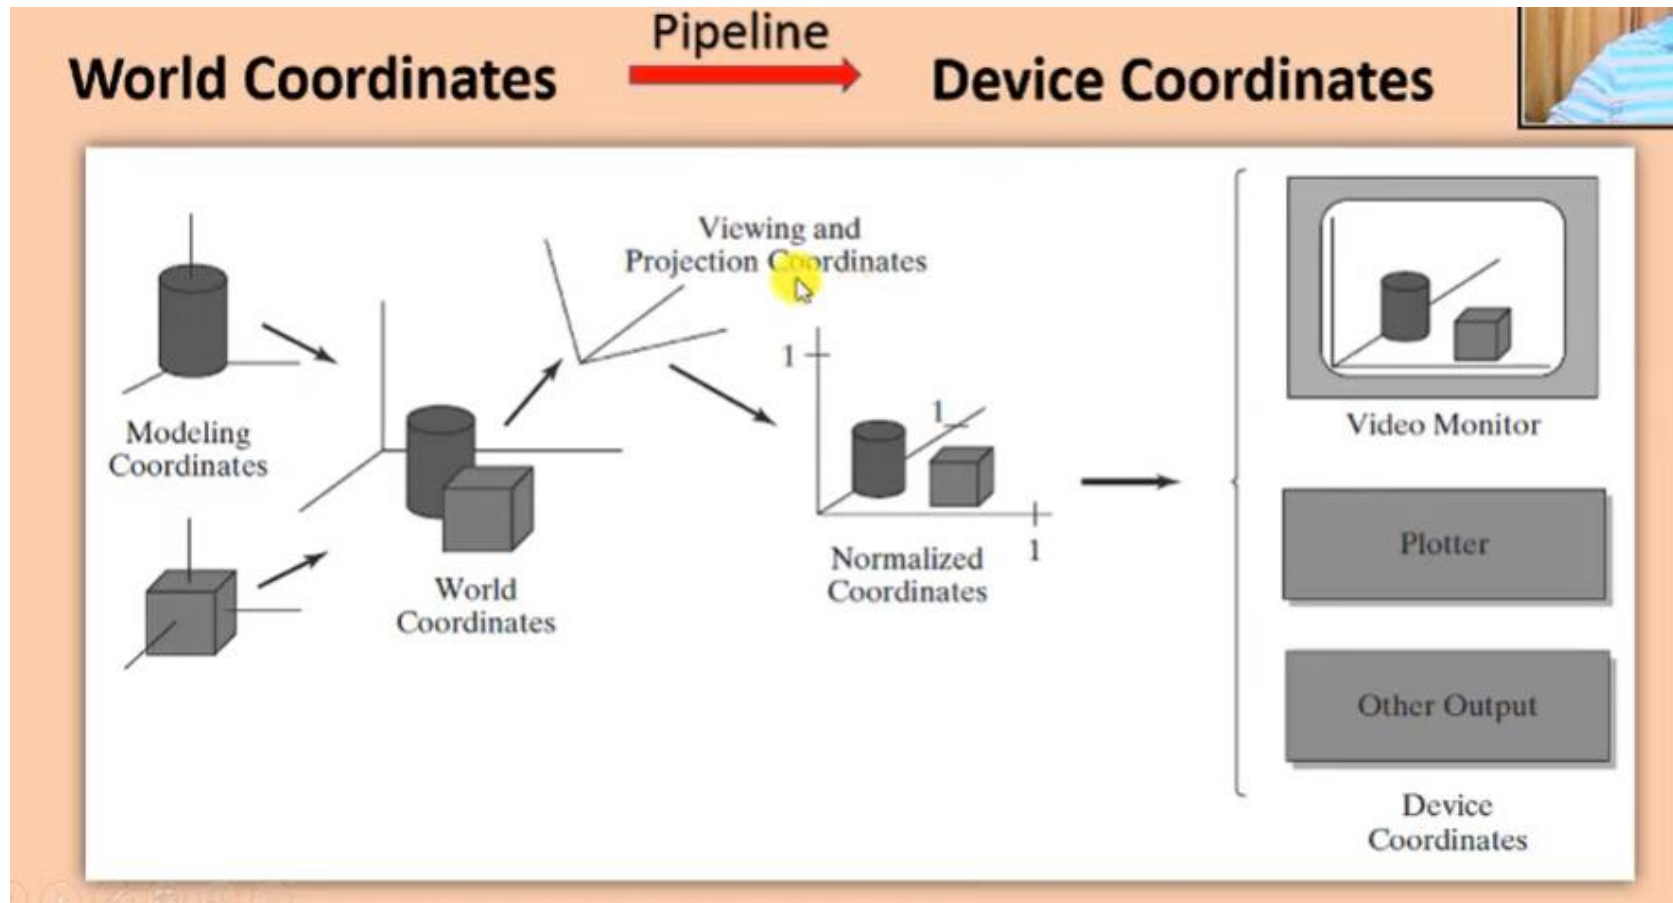 Pipeline
World Coordinates
Device Coordinates
Viewing and
Projection Coordinates
Modeling
Coordinates
World
Coordinates
1
1
1
Normalized
Coordinates
Video Monitor
Plotter
Other Output
Device
Coordinates